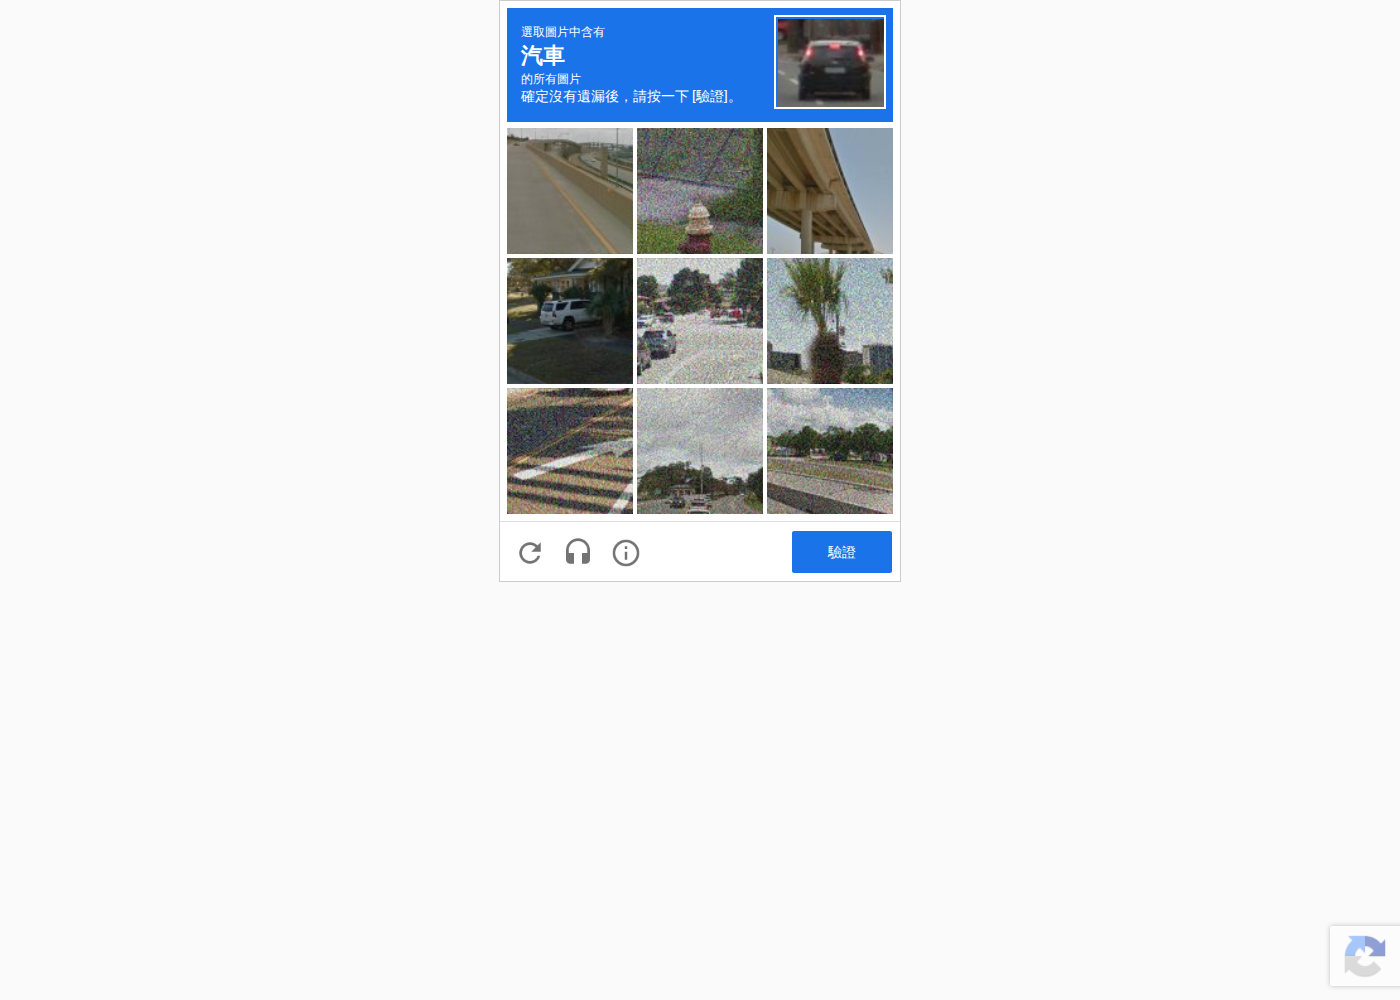 選取圖片中含有
汽車
的所有圖片
確定沒有遺漏後，請按一下 [驗證]。
驗證